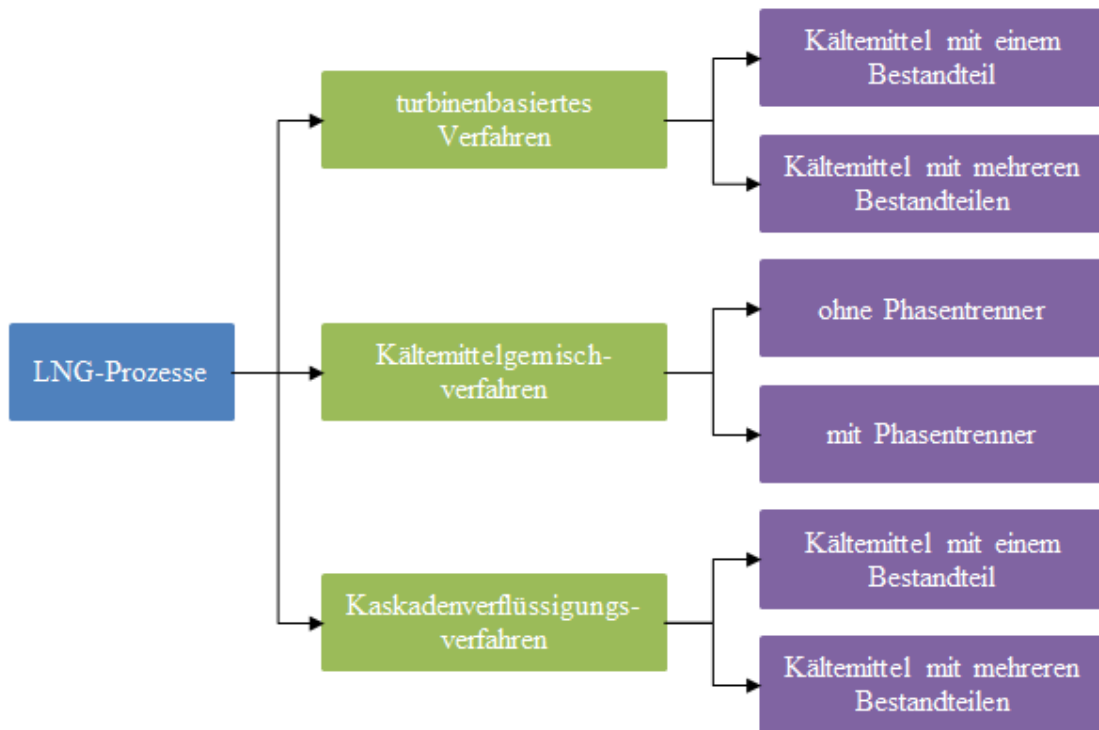 LNG-Prozesse
turbinenbasiertes
Verfahren
Kältemittel mit einem
Bestandteil
Kältemittel mit mehreren
Bestandteilen
Kältemittelgemisch-
verfahren
ohne Phasentrenner
mit Phasentrenner
Kaskadenverflüssigungs-
verfahren
Kältemittel mit einem
Bestandteil
Kältemittel mit mehreren
Bestandteilen